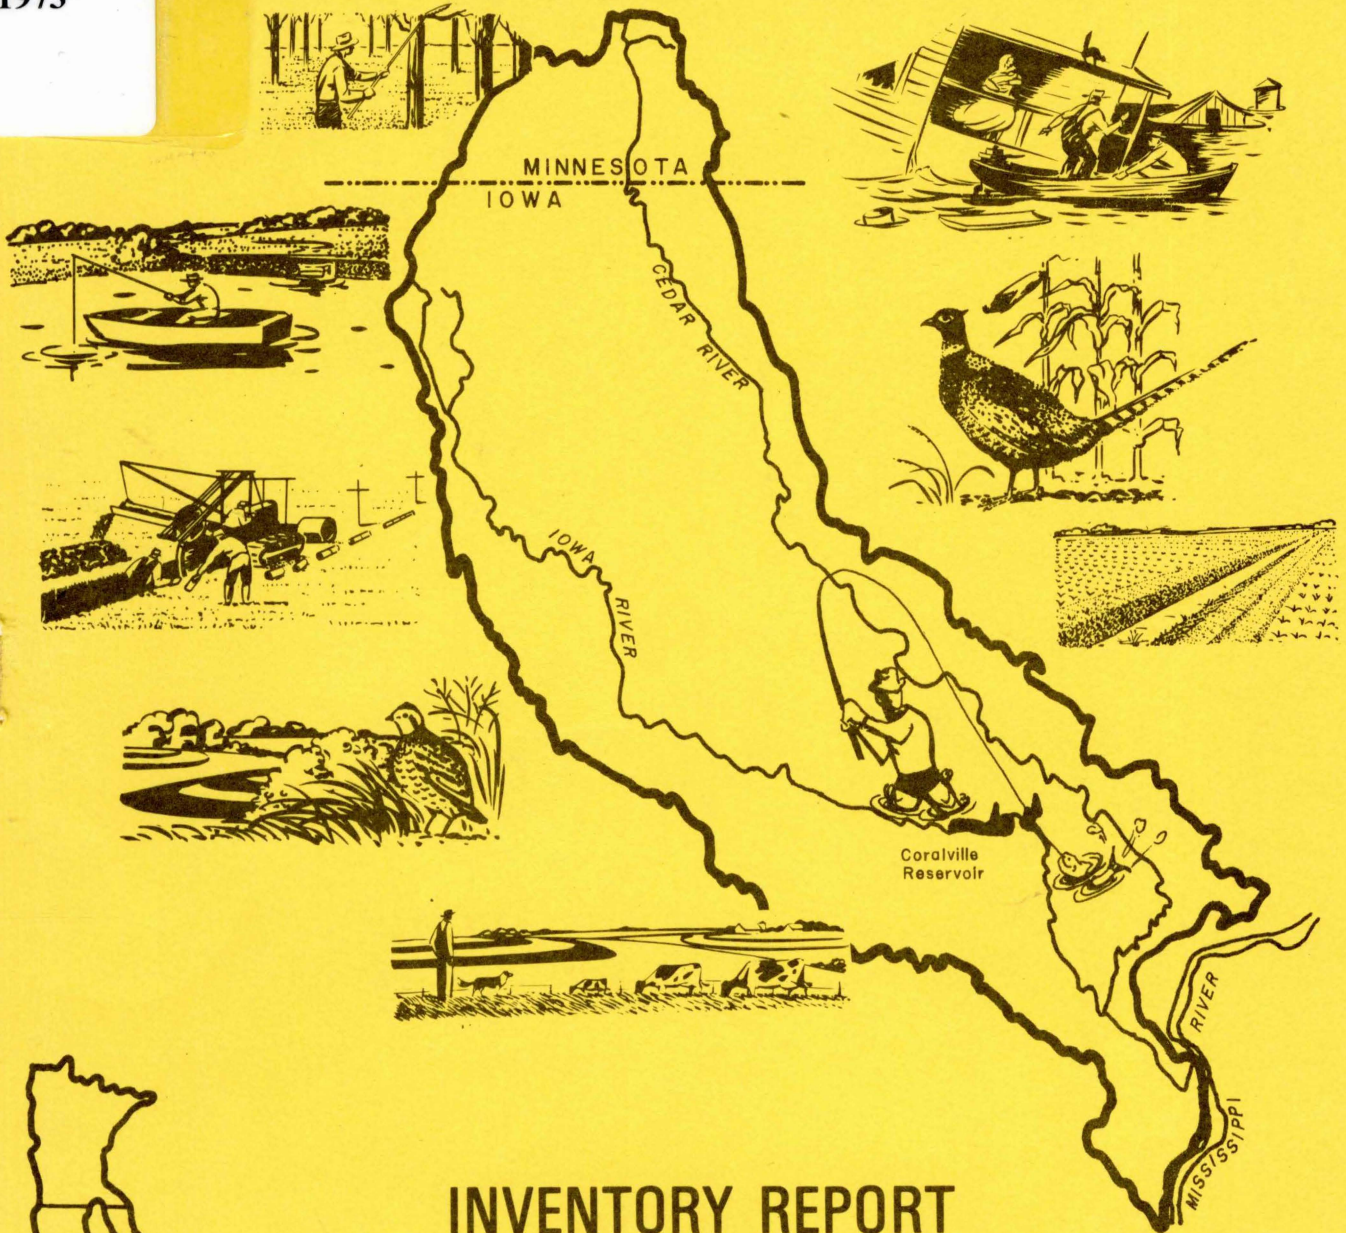 1973
MINNESOTA
IOWA
CEDAR RIVER
IOWA RIVER
Coralville
Reservoir
RIVER
MISSISSIPPI
INVENTORY REPORT